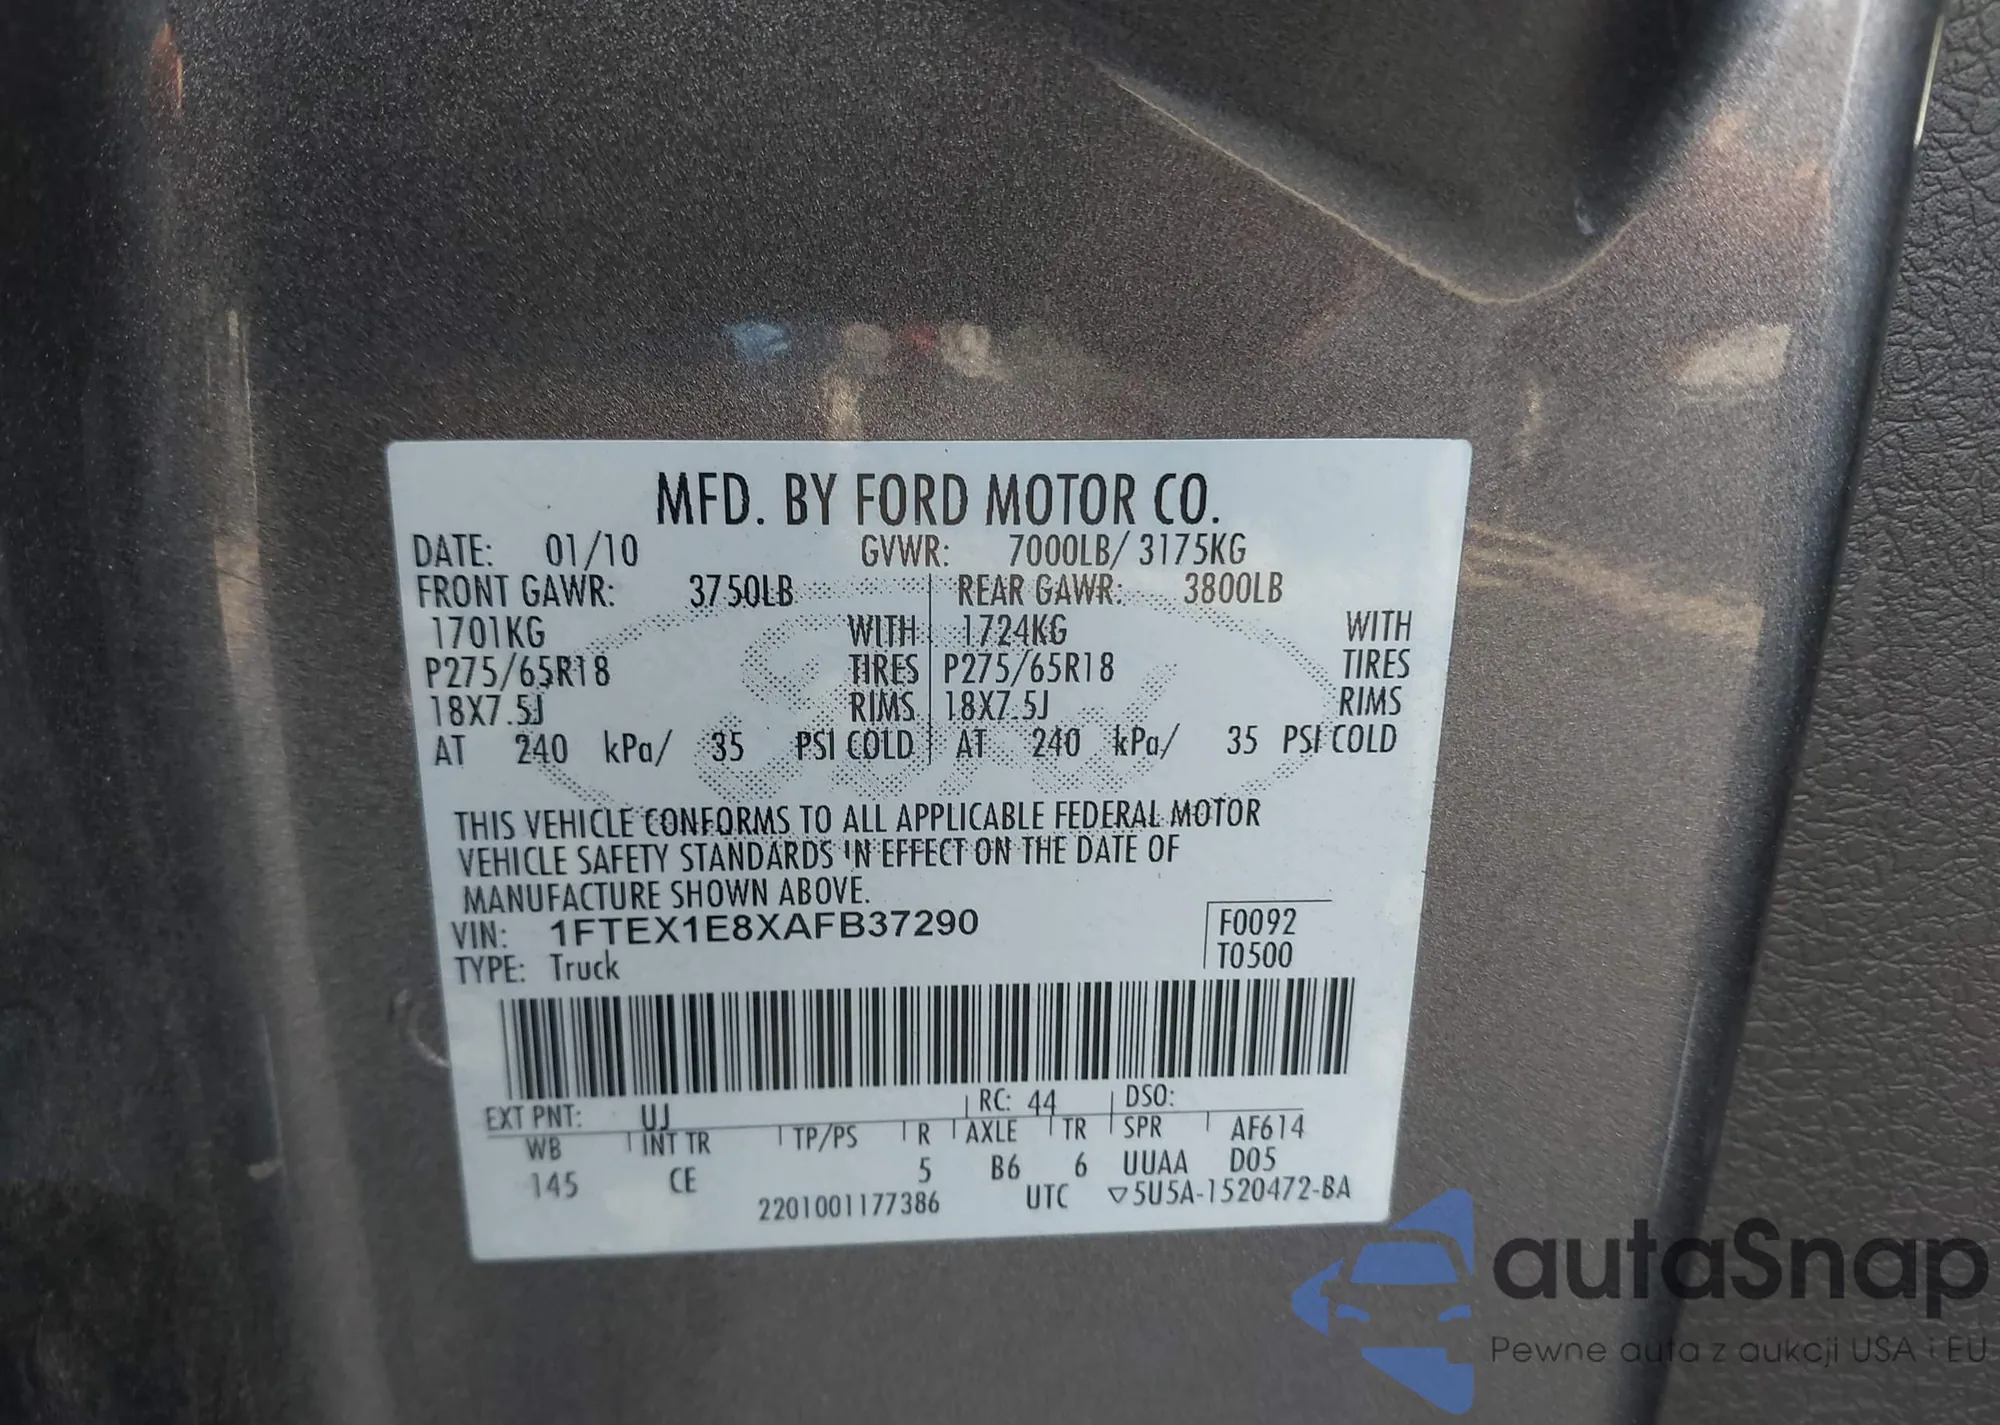 MFD. BY FORD MOTOR CO.
DATE: 01/10 GVWR: 7000LB/ 3175KG
FRONT GAWR: 3750LB REAR GAWR: 3800LB
1701KG WITH 1724KG WITH
P275/65R18 TIRES P275/65R18 TIRES
18X7.5J RIMS 18X7.5J RIMS
AT 240 kPa/ 35 PSI COLD AT 240 kPa/ 35 PSI COLD
THIS VEHICLE CONFORMS TO ALL APPLICABLE FEDERAL MOTOR
VEHICLE SAFETY STANDARDS IN EFFECT ON THE DATE OF
MANUFACTURE SHOWN ABOVE.
VIN: 1FTEX1E8XAFB37290 F0092
TYPE: Truck T0500
EXT PNT: UJ RC: 44 DSO:
WB INT TR TP/PS R AXLE TR SPR AF614
145 CE 5 B6 6 UUAA D05
2201001177386 UTC ▽5U5A-1520472-BA
autaSnap
Pewne auta z aukcji USA i EU